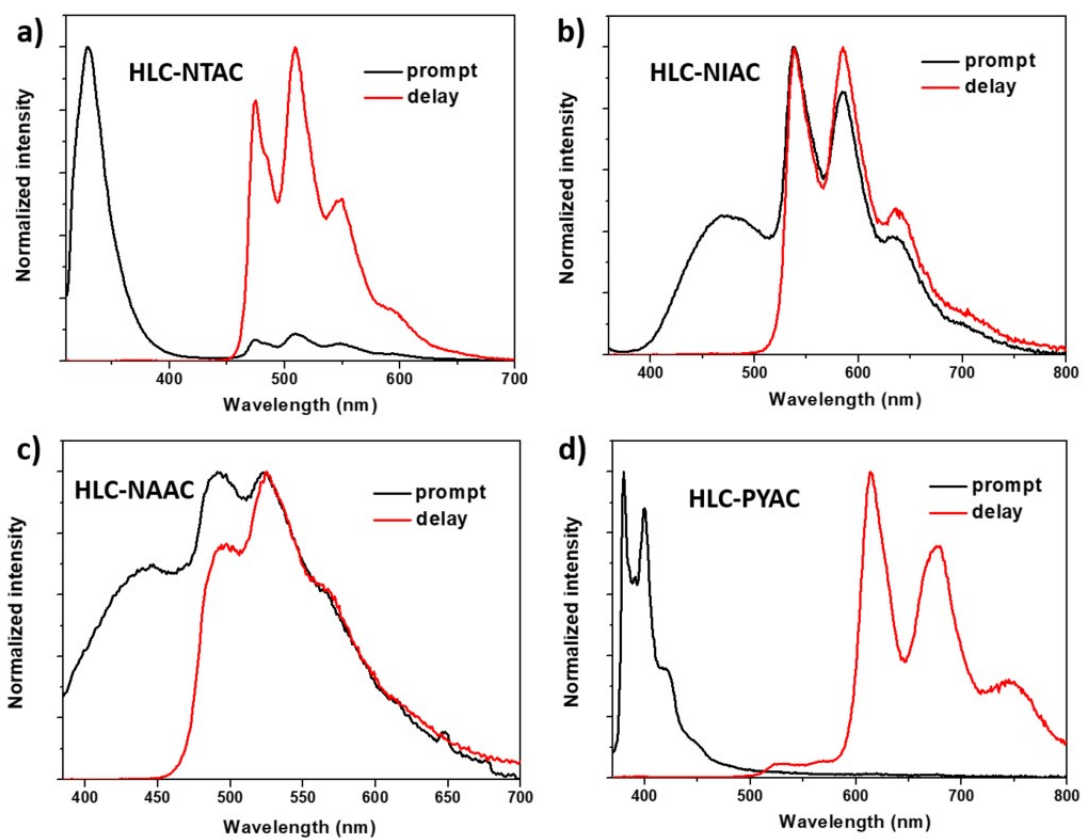 a)
HLC-NTAC
prompt
delay
Normalized intensity
400 500 600 700
Wavelength (nm)
b)
HLC-NIAC
prompt
delay
Normalized intensity
400 500 600 700 800
Wavelength (nm)
c)
HLC-NAAC
prompt
delay
Normalized intensity
400 450 500 550 600 650 700
Wavelength (nm)
d)
HLC-PYAC
prompt
delay
Normalized intensity
400 500 600 700 800
Wavelength (nm)